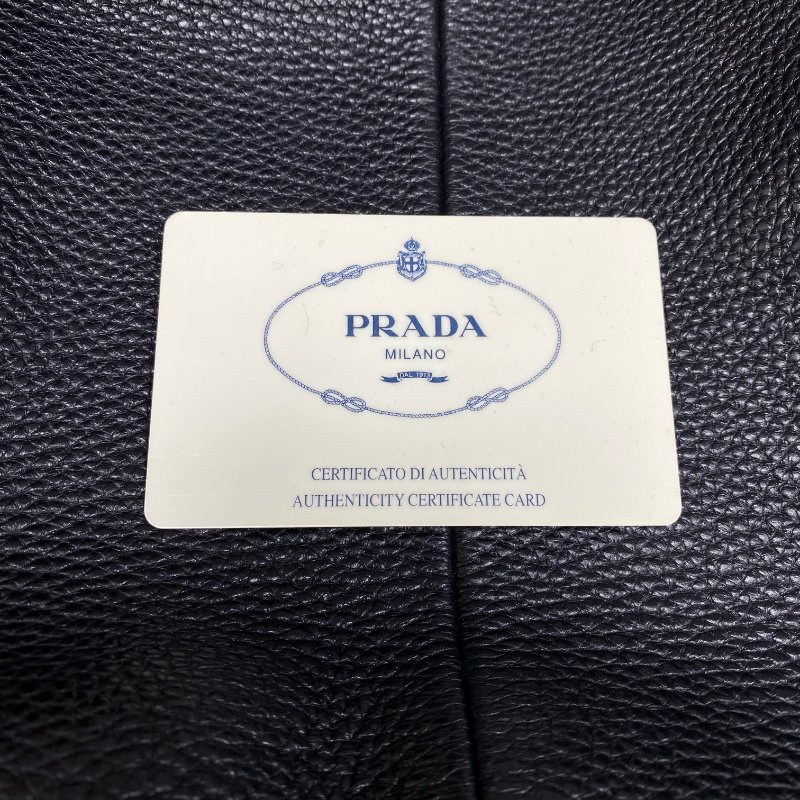 PRADA
MILANO
DAL 1913
CERTIFICATO DI AUTENTICITÀ
AUTHENTICITY CERTIFICATE CARD